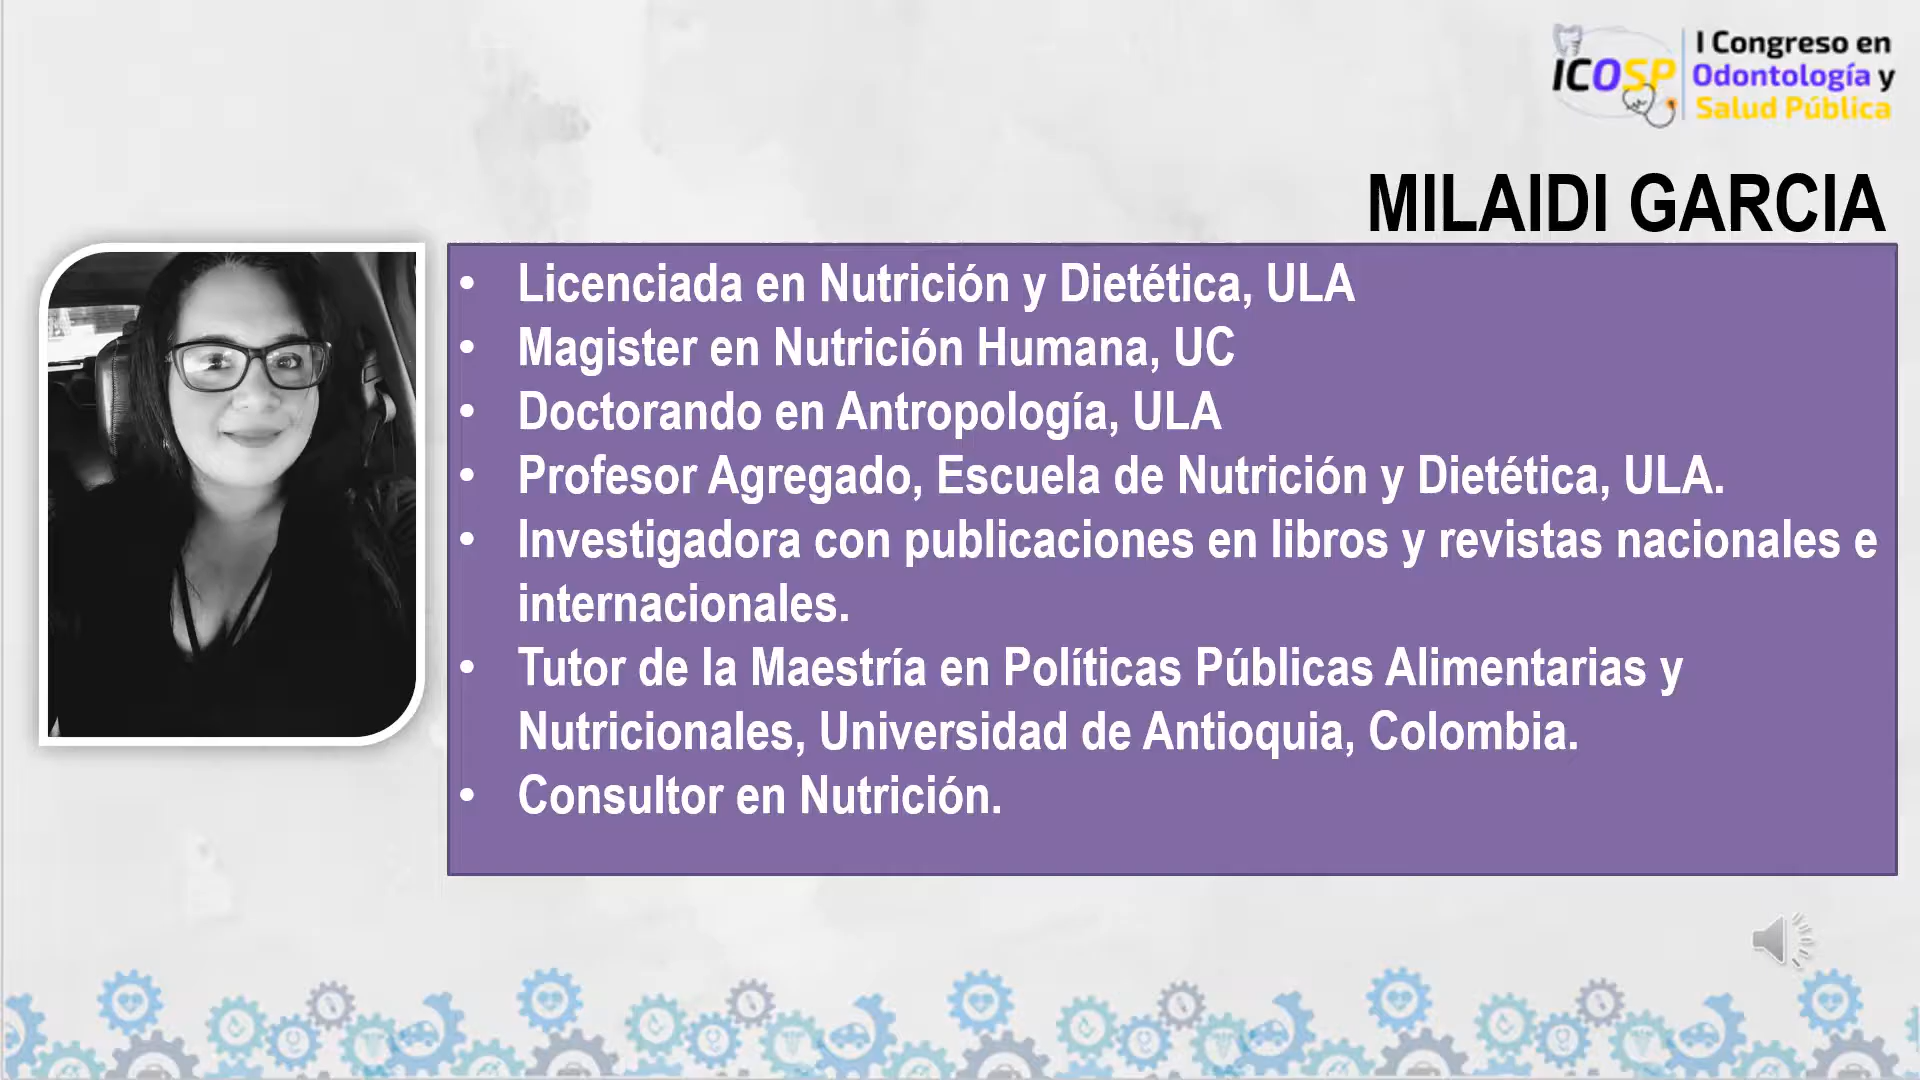 ICOSP
I Congreso en
Odontología y
Salud Pública
MILAIDI GARCIA
• Licenciada en Nutrición y Dietética, ULA
• Magister en Nutrición Humana, UC
• Doctorando en Antropología, ULA
• Profesor Agregado, Escuela de Nutrición y Dietética, ULA.
• Investigadora con publicaciones en libros y revistas nacionales e
internacionales.
• Tutor de la Maestría en Políticas Públicas Alimentarias y
Nutricionales, Universidad de Antioquia, Colombia.
• Consultor en Nutrición.